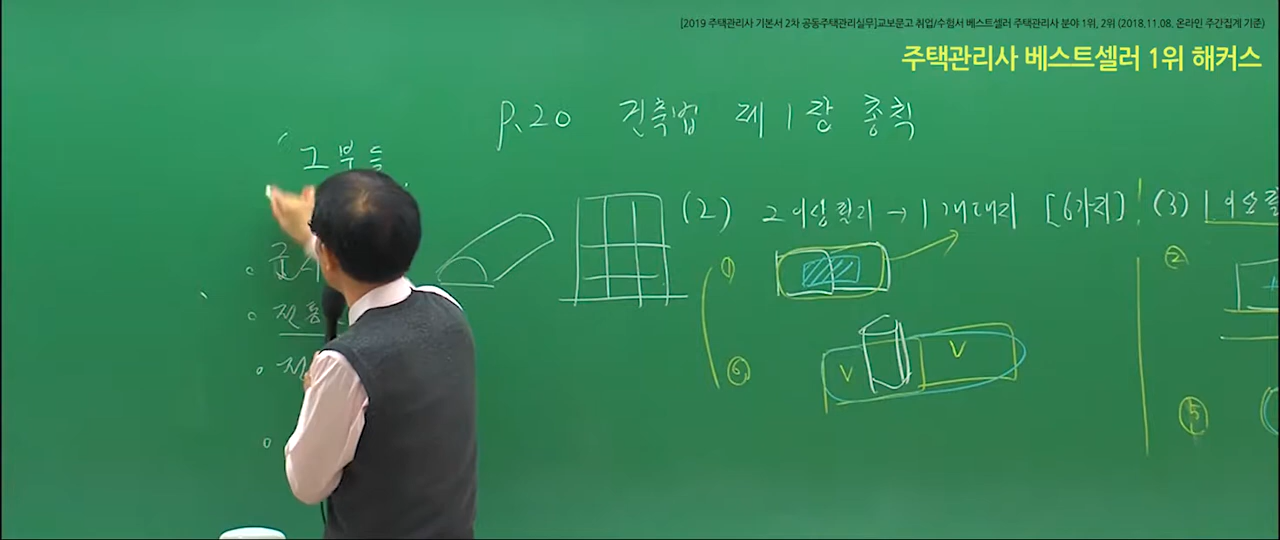 [2019 주택관리사 기본서 2차 공동주택관리실무]교보문고 취업/수험서 베스트셀러 주택관리사 분야 1위, 2위 (2018.11.08. 온라인 주간집계 기준)
주택관리사 베스트셀러 1위 해커스
P.20 건축법 제1장 총칙
그 부등
(2) 2이상필지 → 1개대지 [6가지]
(3) 1이상필
①
②
⑥
V
V
⑤